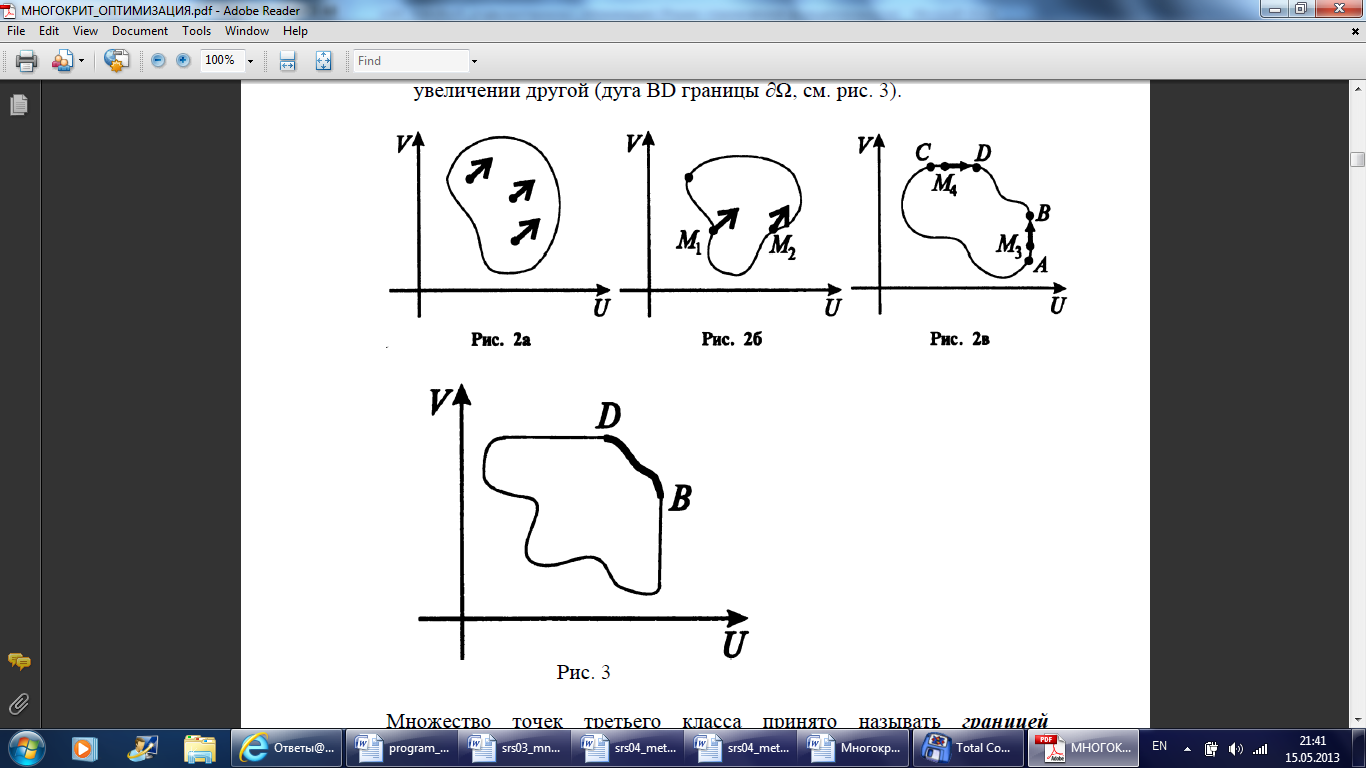 МНОГОКРИТ_ОПТИМИЗАЦИЯ.pdf - Adobe Reader
File Edit View Document Tools Window Help
100% Find
увеличении другой (дуга BD границы ∂Ω, см. рис. 3).
V V V C D
M4
B
M1 M2 M3
A
U U U
Рис. 2а Рис. 2б Рис. 2в
V D
B
U
Рис. 3
Множество точек третьего класса принято называть границей
Ответы@... program_... srs03_mn... srs04_met... srs04_met... Многокр... Total Co... МНОГОК... EN 21:41
15.05.2013